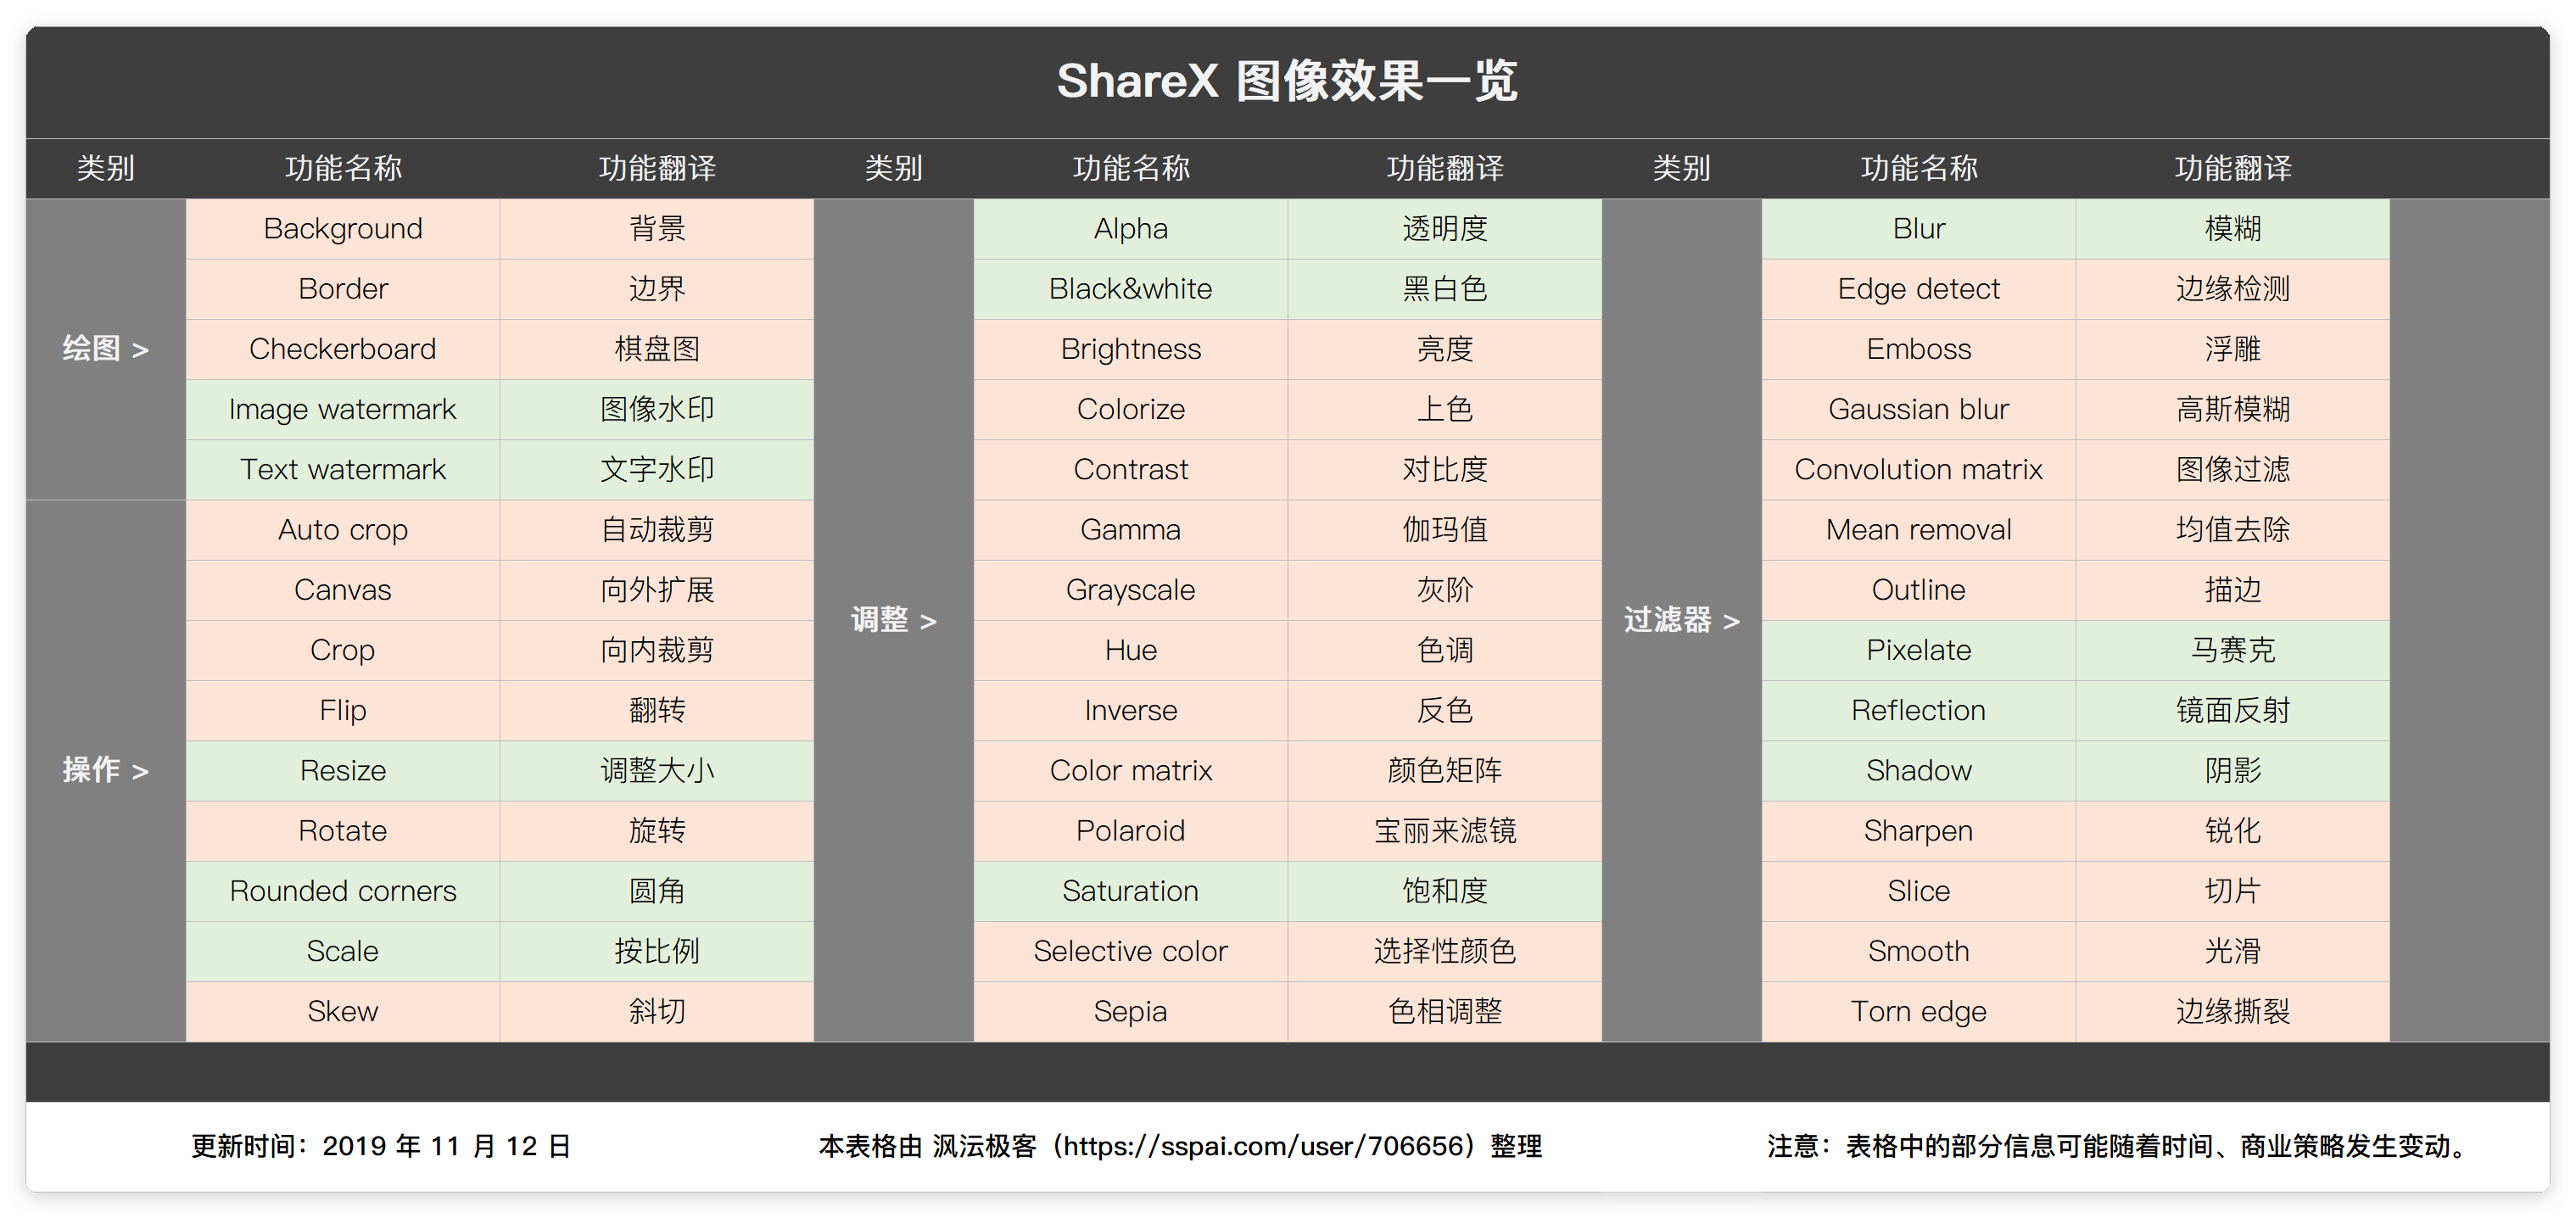 ShareX 图像效果一览
类别 功能名称 功能翻译 类别 功能名称 功能翻译 类别 功能名称 功能翻译
Background 背景 Alpha 透明度 Blur 模糊
Border 边界 Black&white 黑白色 Edge detect 边缘检测
绘图 > Checkerboard 棋盘图 Brightness 亮度 Emboss 浮雕
Image watermark 图像水印 Colorize 上色 Gaussian blur 高斯模糊
Text watermark 文字水印 Contrast 对比度 Convolution matrix 图像过滤
Auto crop 自动裁剪 Gamma 伽玛值 Mean removal 均值去除
Canvas 向外扩展 Grayscale 灰阶 Outline 描边
调整 > 过滤器 >
Crop 向内裁剪 Hue 色调 Pixelate 马赛克
Flip 翻转 Inverse 反色 Reflection 镜面反射
操作 > Resize 调整大小 Color matrix 颜色矩阵 Shadow 阴影
Rotate 旋转 Polaroid 宝丽来滤镜 Sharpen 锐化
Rounded corners 圆角 Saturation 饱和度 Slice 切片
Scale 按比例 Selective color 选择性颜色 Smooth 光滑
Skew 斜切 Sepia 色相调整 Torn edge 边缘撕裂
更新时间：2019 年 11 月 12 日 本表格由 沨沄极客（https://sspai.com/user/706656）整理 注意：表格中的部分信息可能随着时间、商业策略发生变动。